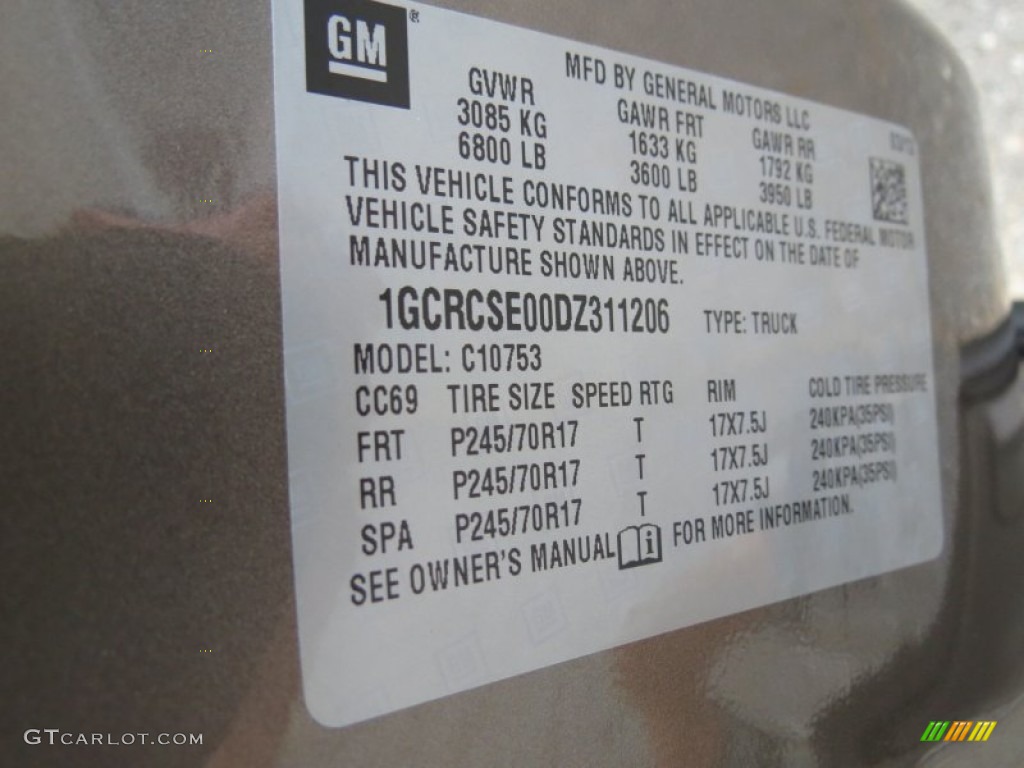 GM®
MFD BY GENERAL MOTORS LLC
GVWR GAWR FRT GAWR RR
3085 KG 1633 KG 1792 KG
6800 LB 3600 LB 3950 LB
THIS VEHICLE CONFORMS TO ALL APPLICABLE U.S. FEDERAL MOTOR
VEHICLE SAFETY STANDARDS IN EFFECT ON THE DATE OF
MANUFACTURE SHOWN ABOVE.
1GCRCSE00DZ311206 TYPE: TRUCK
MODEL: C10753
CC69 TIRE SIZE SPEED RTG RIM COLD TIRE PRESSURE
FRT P245/70R17 T 17X7.5J 240KPA(35PSI)
RR P245/70R17 T 17X7.5J 240KPA(35PSI)
SPA P245/70R17 T 17X7.5J 240KPA(35PSI)
SEE OWNER'S MANUAL FOR MORE INFORMATION.
GTCARLOT.COM